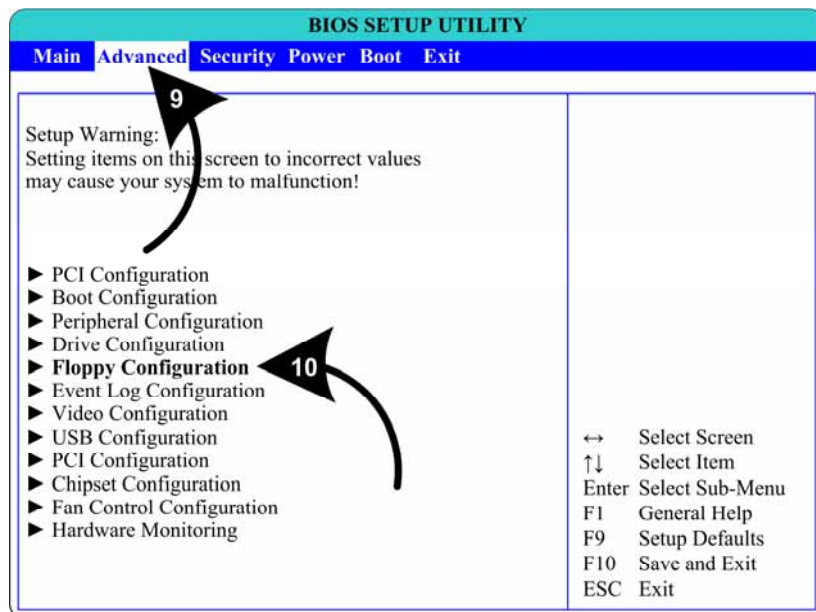 BIOS SETUP UTILITY
Main Advanced Security Power Boot Exit
9
Setup Warning:
Setting items on this screen to incorrect values
may cause your system to malfunction!
► PCI Configuration
► Boot Configuration
► Peripheral Configuration
► Drive Configuration
► Floppy Configuration
10
► Event Log Configuration
► Video Configuration
► USB Configuration
► PCI Configuration
► Chipset Configuration
► Fan Control Configuration
► Hardware Monitoring
↔ Select Screen
↑↓ Select Item
Enter Select Sub-Menu
F1 General Help
F9 Setup Defaults
F10 Save and Exit
ESC Exit